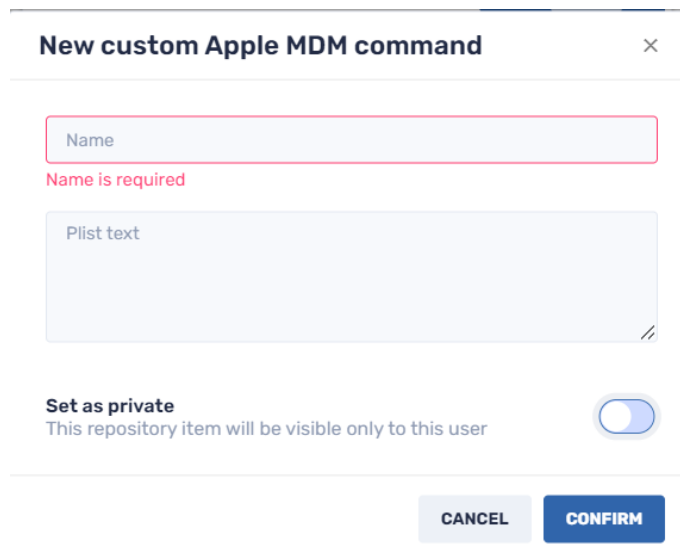 New custom Apple MDM command
Name
Name is required
Plist text
Set as private
This repository item will be visible only to this user
CANCEL
CONFIRM